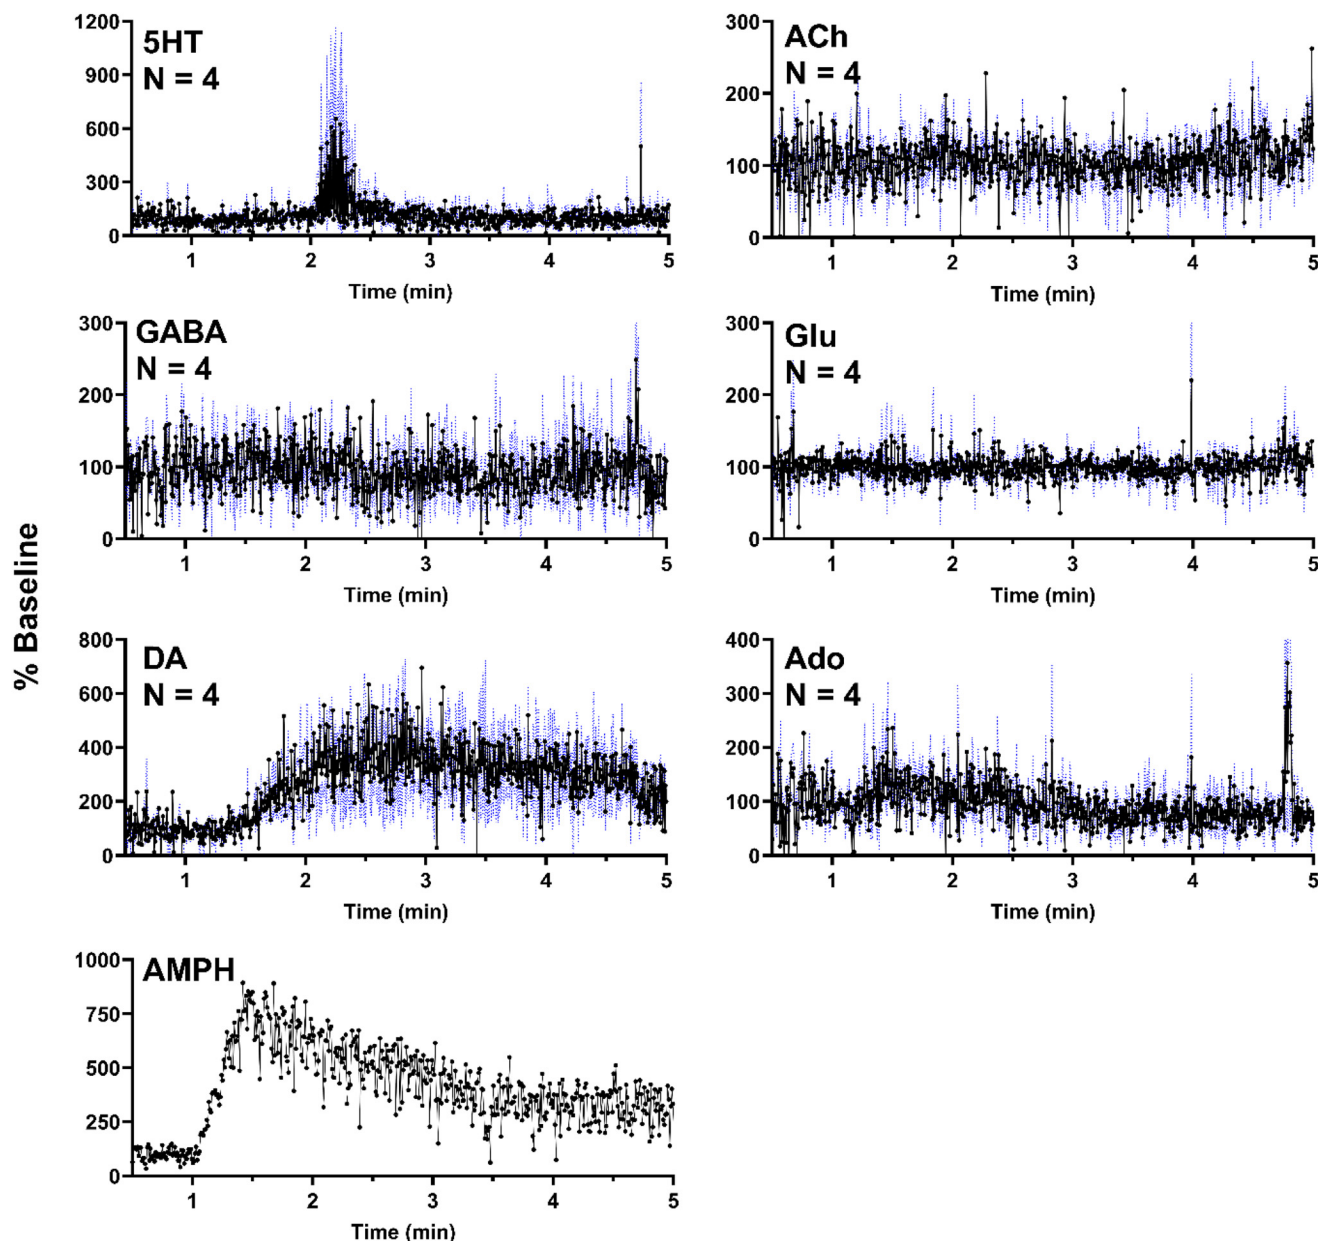 % Baseline
5HT
N = 4
1200
900
600
300
0
1 2 3 4 5
Time (min)
ACh
N = 4
300
200
100
0
1 2 3 4 5
Time (min)
GABA
N = 4
300
200
100
0
1 2 3 4 5
Time (min)
Glu
N = 4
300
200
100
0
1 2 3 4 5
Time (min)
DA
N = 4
800
600
400
200
0
1 2 3 4 5
Time (min)
Ado
N = 4
400
300
200
100
0
1 2 3 4 5
Time (min)
AMPH
1000
750
500
250
0
1 2 3 4 5
Time (min)